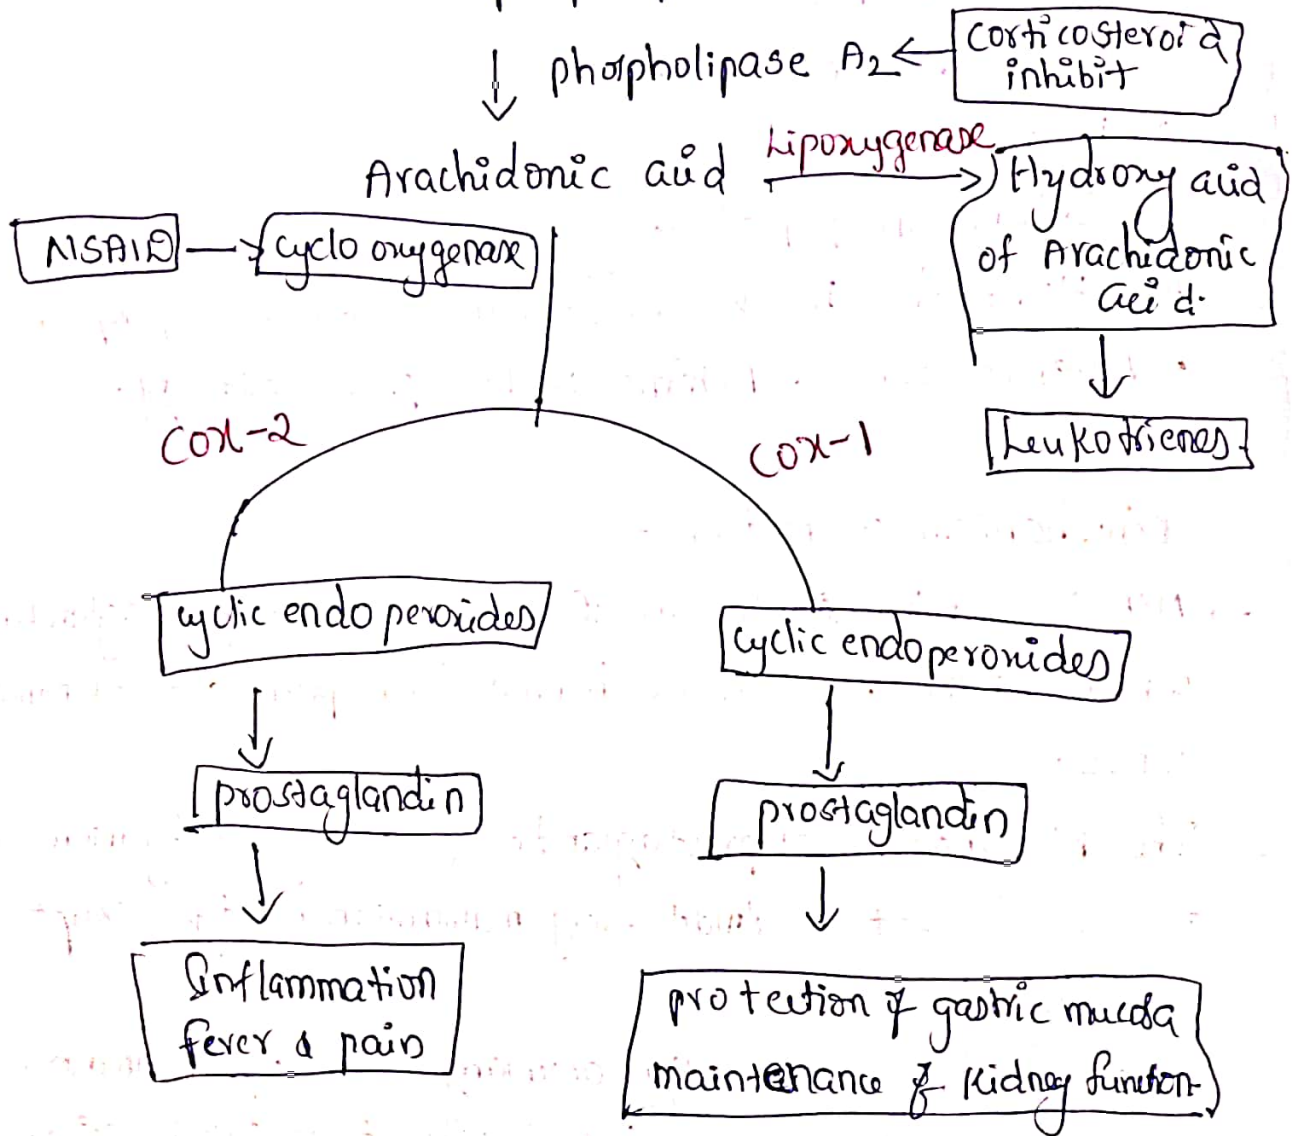 phospholipase A2
corticosteroid
inhibit
Arachidonic acid
Lipoxygenase
Hydroxy acid
of Arachidonic
acid.
NSAID
cyclo oxygenase
COX-2
COX-1
Leukotrienes
cyclic endo peroxides
cyclic endoperoxides
prostaglandin
prostaglandin
Inflammation
fever & pain
protection of gastric mucosa
maintenance of kidney function